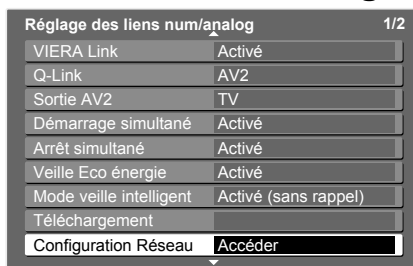 Réglage des liens num/analog 1/2
VIERA Link Activé
Q-Link AV2
Sortie AV2 TV
Démarrage simultané Activé
Arrêt simultané Activé
Veille Eco énergie Activé
Mode veille intelligent Activé (sans rappel)
Téléchargement
Configuration Réseau Accéder